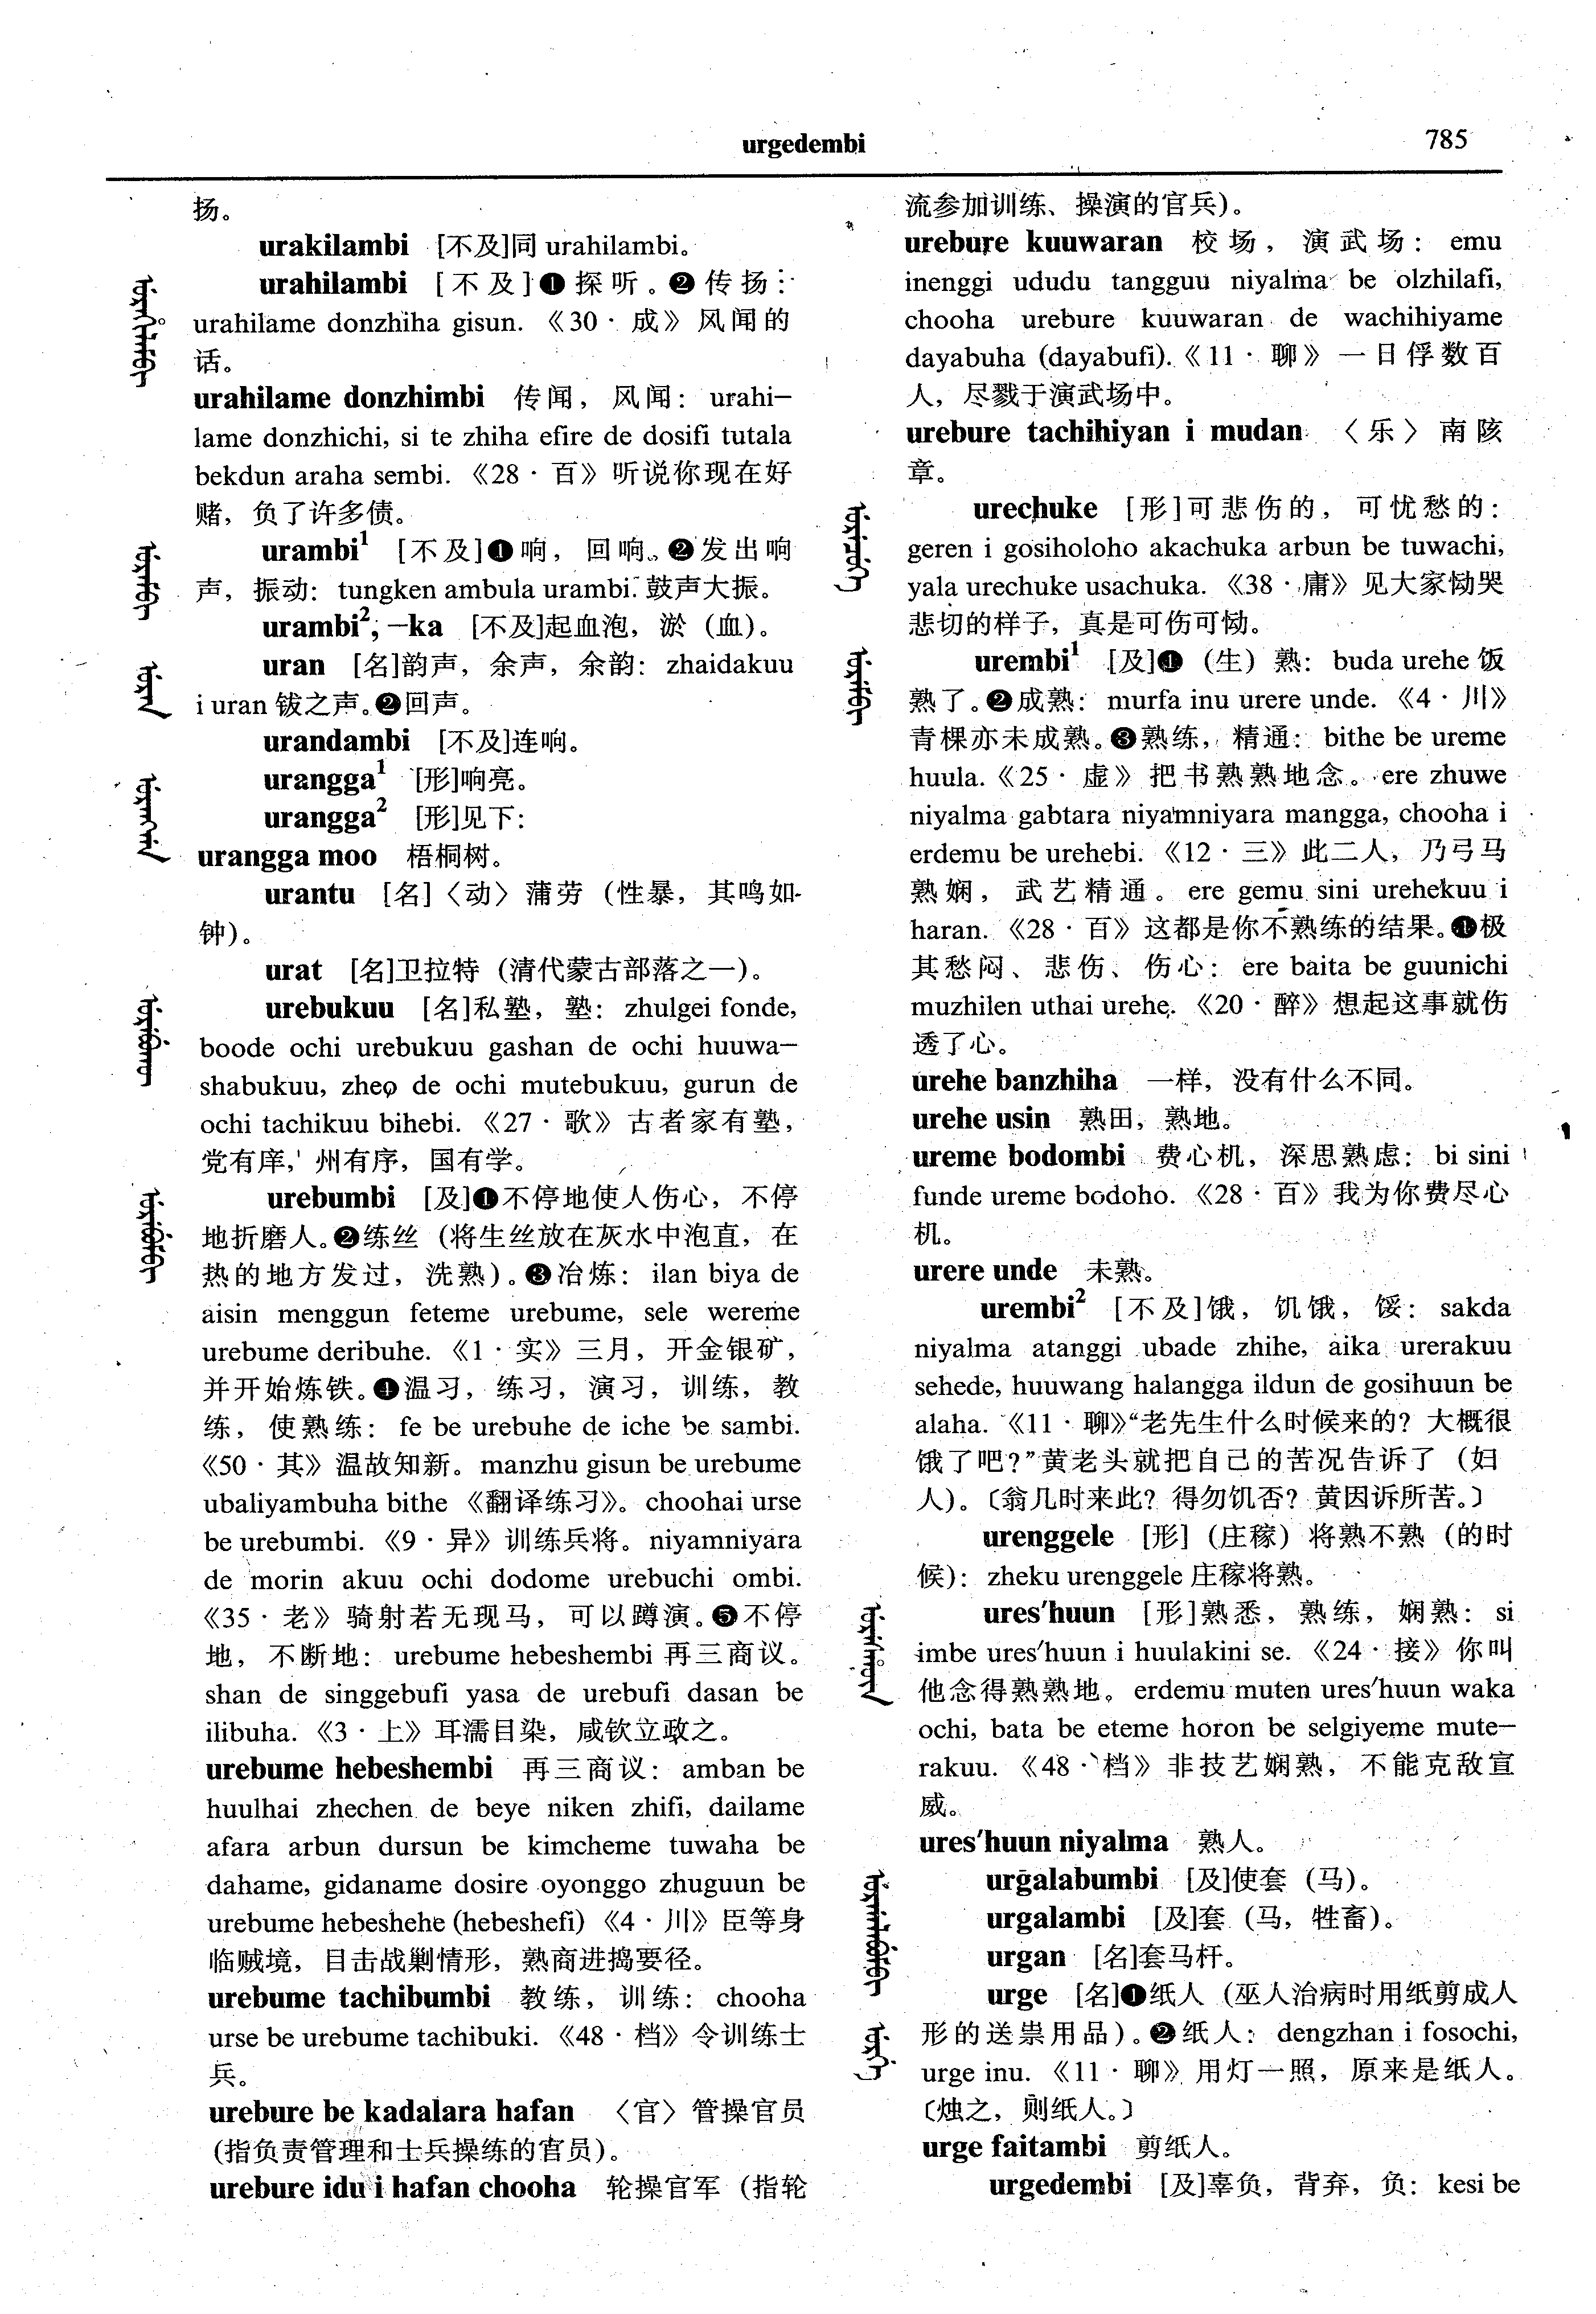 urgedembi
785
扬。
urakilambi [不及]同 urahilambi。
urahilambi [不及]❶探听。❷传扬：
urahilame donzhiha gisun. 《30·成》风闻的
话。
urahilame donzhimbi 传闻，风闻： urahi—
lame donzhichi, si te zhiha efire de dosifi tutala
bekdun araha sembi. 《28·百》听说你现在好
赌，负了许多债。
urambi¹ [不及]❶响，回响。❷发出响
声，振动： tungken ambula urambi. 鼓声大振。
urambi², —ka [不及]起血泡，淤（血）。
uran [名]韵声，余声，余韵： zhaidakuu
i uran 钹之声。❷回声。
urandambi [不及]连响。
urangga¹ [形]响亮。
urangga² [形]见下：
urangga moo 梧桐树。
urantu [名]〈动〉蒲劳（性暴，其鸣如
钟）。
urat [名]卫拉特（清代蒙古部落之一）。
urebukuu [名]私塾，塾： zhulgei fonde,
boode ochi urebukuu gashan de ochi huuwa—
shabukuu, zheo de ochi mutebukuu, gurun de
ochi tachikuu bihebi. 《27·歌》古者家有塾，
党有庠，州有序，国有学。
urebumbi [及]❶不停地使人伤心，不停
地折磨人。❷练丝（将生丝放在灰水中泡直，在
热的地方发过，洗熟）。❸冶炼： ilan biya de
aisin menggun feteme urebume, sele wereme
urebume deribuhe. 《1·实》三月，开金银矿，
并开始炼铁。❹温习，练习，演习，训练，教
练，使熟练： fe be urebuhe de iche be sambi.
《50·其》温故知新。manzhu gisun be urebume
ubaliyambuha bithe 《翻译练习》。choohai urse
be urebumbi. 《9·异》训练兵将。niyamniyara
de morin akuu ochi dodome urebuchi ombi.
《35·老》骑射若无现马，可以蹲演。❺不停
地，不断地： urebume hebeshembi 再三商议。
shan de singgebufi yasa de urebufi dasan be
ilibuha. 《3·上》耳濡目染，咸钦立政之。
urebume hebeshembi 再三商议： amban be
huulhai zhechen de beye niken zhifi, dailame
afara arbun dursun be kimcheme tuwaha be
dahame, gidaname dosire oyonggo zhuguun be
urebume hebeshehe (hebeshefi) 《4·川》臣等身
临贼境，目击战剿情形，熟商进捣要径。
urebume tachibumbi 教练，训练： chooha
urse be urebume tachibuki. 《48·档》令训练士
兵。
urebure be kadalara hafan 〈官〉管操官员
（指负责管理和士兵操练的官员）。
urebure idu i hafan chooha 轮操官军（指轮
流参加训练、操演的官兵）。
urebure kuuwaran 校场，演武场： emu
inenggi ududu tangguu niyalma be olzhilafi,
chooha urebure kuuwaran de wachihiyame
dayabuha (dayabufi).《11·聊》一日俘数百
人，尽戮于演武场中。
urebure tachihiyan i mudan 〈乐〉南陔
章。
urechuke [形]可悲伤的，可忧愁的：
geren i gosiholoho akachuka arbun be tuwachi,
yala urechuke usachuka. 《38·庸》见大家恸哭
悲切的样子，真是可伤可恸。
urembi¹ [及]❶（生）熟： buda urehe 饭
熟了。❷成熟： murfa inu urere unde. 《4·川》
青棵亦未成熟。❸熟练，精通： bithe be ureme
huula.《25·虚》把书熟熟地念。ere zhuwe
niyalma gabtara niyamniyara mangga, chooha i
erdemu be urehebi. 《12·三》此二人，乃弓马
熟娴，武艺精通。ere gemu sini urehekuu i
haran. 《28·百》这都是你不熟练的结果。❶极
其愁闷、悲伤、伤心： ere baita be guunichi
muzhilen uthai urehe. 《20·醉》想起这事就伤
透了心。
urehe banzhiha 一样，没有什么不同。
urehe usin 熟田，熟地。
ureme bodombi 费心机，深思熟虑： bi sini
funde ureme bodoho. 《28·百》我为你费尽心
机。
urere unde 未熟。
urembi² [不及]饿，饥饿，馁： sakda
niyalma atanggi ubade zhihe, aika urerakuu
sehede, huuwang halangga ildun de gosihuun be
alaha. 《11·聊》“老先生什么时候来的？大概很
饿了吧？”黄老头就把自己的苦况告诉了（妇
人）。〔翁几时来此？得勿饥否？黄因诉所苦。〕
urenggele [形]（庄稼）将熟不熟（的时
候）： zheku urenggele 庄稼将熟。
ures'huun [形]熟悉，熟练，娴熟： si
imbe ures'huun i huulakini se. 《24·接》你叫
他念得熟熟地。erdemu muten ures'huun waka
ochi, bata be eteme horon be selgiyeme mute—
rakuu. 《48·档》非技艺娴熟，不能克敌宣
威。
ures'huun niyalma 熟人。
urgalabumbi [及]使套（马）。
urgalambi [及]套（马，牲畜）。
urgan [名]套马杆。
urge [名]❶纸人（巫人治病时用纸剪成人
形的送祟用品）。❷纸人： dengzhan i fosochi,
urge inu. 《11·聊》用灯一照，原来是纸人。
〔烛之，则纸人。〕
urge faitambi 剪纸人。
urgedembi [及]辜负，背弃，负： kesi be